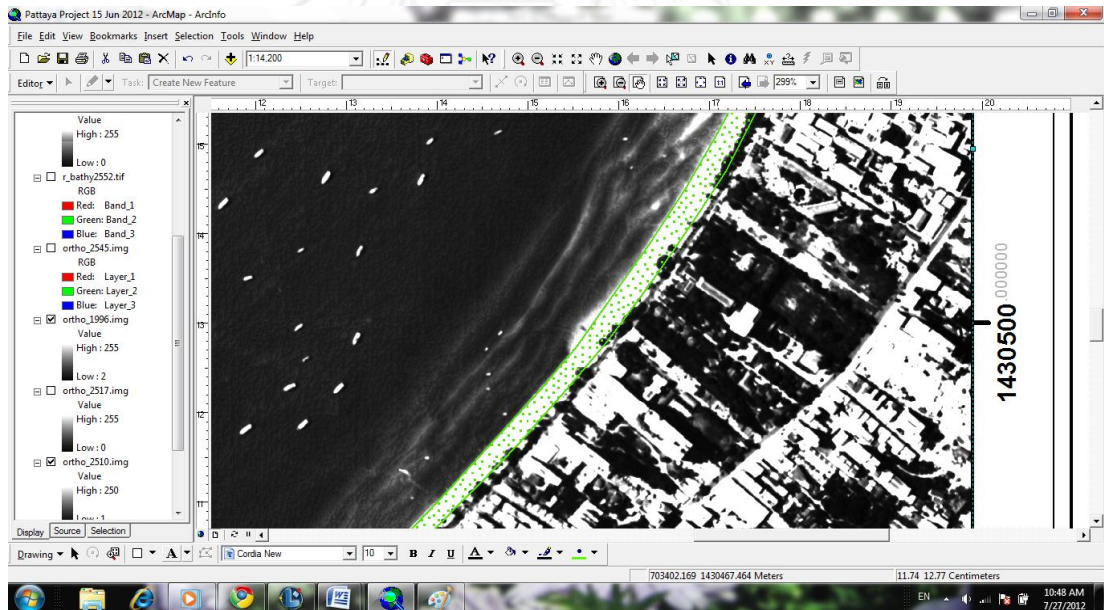 Pattaya Project 15 Jun 2012 - ArcMap - ArcInfo
File Edit View Bookmarks Insert Selection Tools Window Help
1:14,200
Editor Task: Create New Feature Target: 299%
12 13 14 15 16 17 18 19 20
Value
High : 255
Low : 0
r_bathy2552.tif
RGB
Red: Band_1
Green: Band_2
Blue: Band_3
ortho_2545.img
RGB
Red: Layer_1
Green: Layer_2
Blue: Layer_3
ortho_1996.img
Value
High : 255
Low : 2
ortho_2517.img
Value
High : 255
Low : 0
ortho_2510.img
Value
High : 250
Low : 1
15
14
13
12
11
1430500.000000
Display Source Selection
Drawing A Cordia New 10 B I U A
703402.169 1430467.464 Meters 11.74 12.77 Centimeters
EN 10:48 AM
7/27/2012